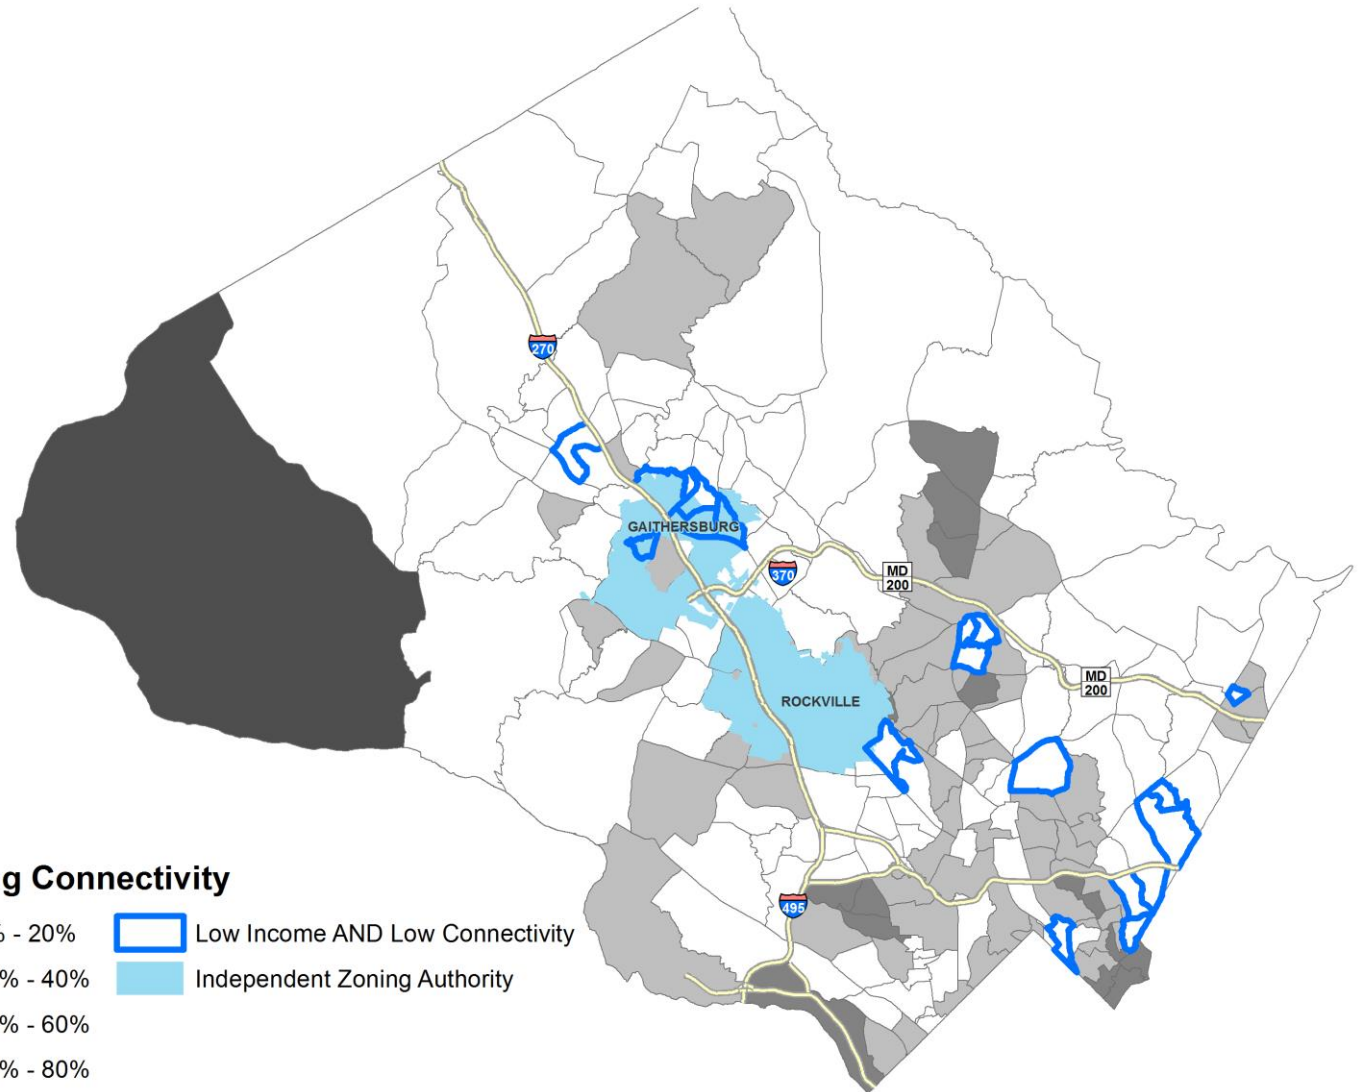 270
GAITHERSBURG
370
MD
200
MD
200
ROCKVILLE
495
g Connectivity
% - 20%
Low Income AND Low Connectivity
% - 40%
Independent Zoning Authority
% - 60%
% - 80%